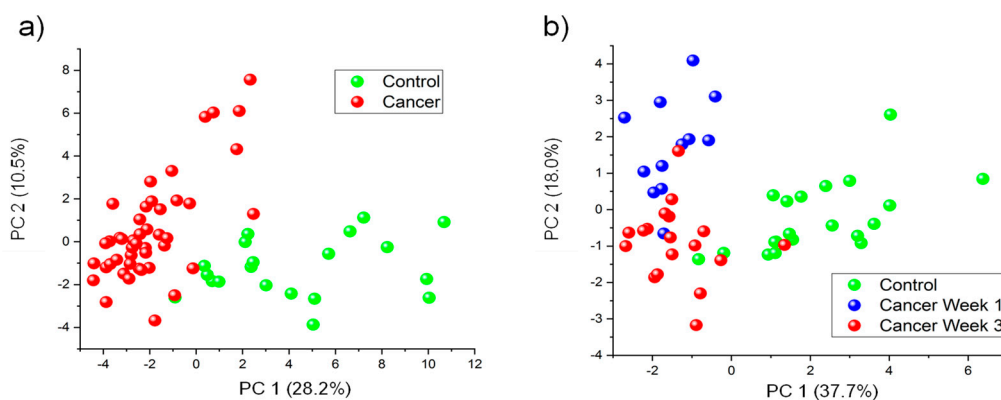 a)
8
6
4
2
0
-2
-4
PC 2 (10.5%)
Control
Cancer
-4 -2 0 2 4 6 8 10 12
PC 1 (28.2%)
b)
4
3
2
1
0
-1
-2
-3
-4
PC 2 (18.0%)
Control
Cancer Week 1
Cancer Week 3
-2 0 2 4 6
PC 1 (37.7%)